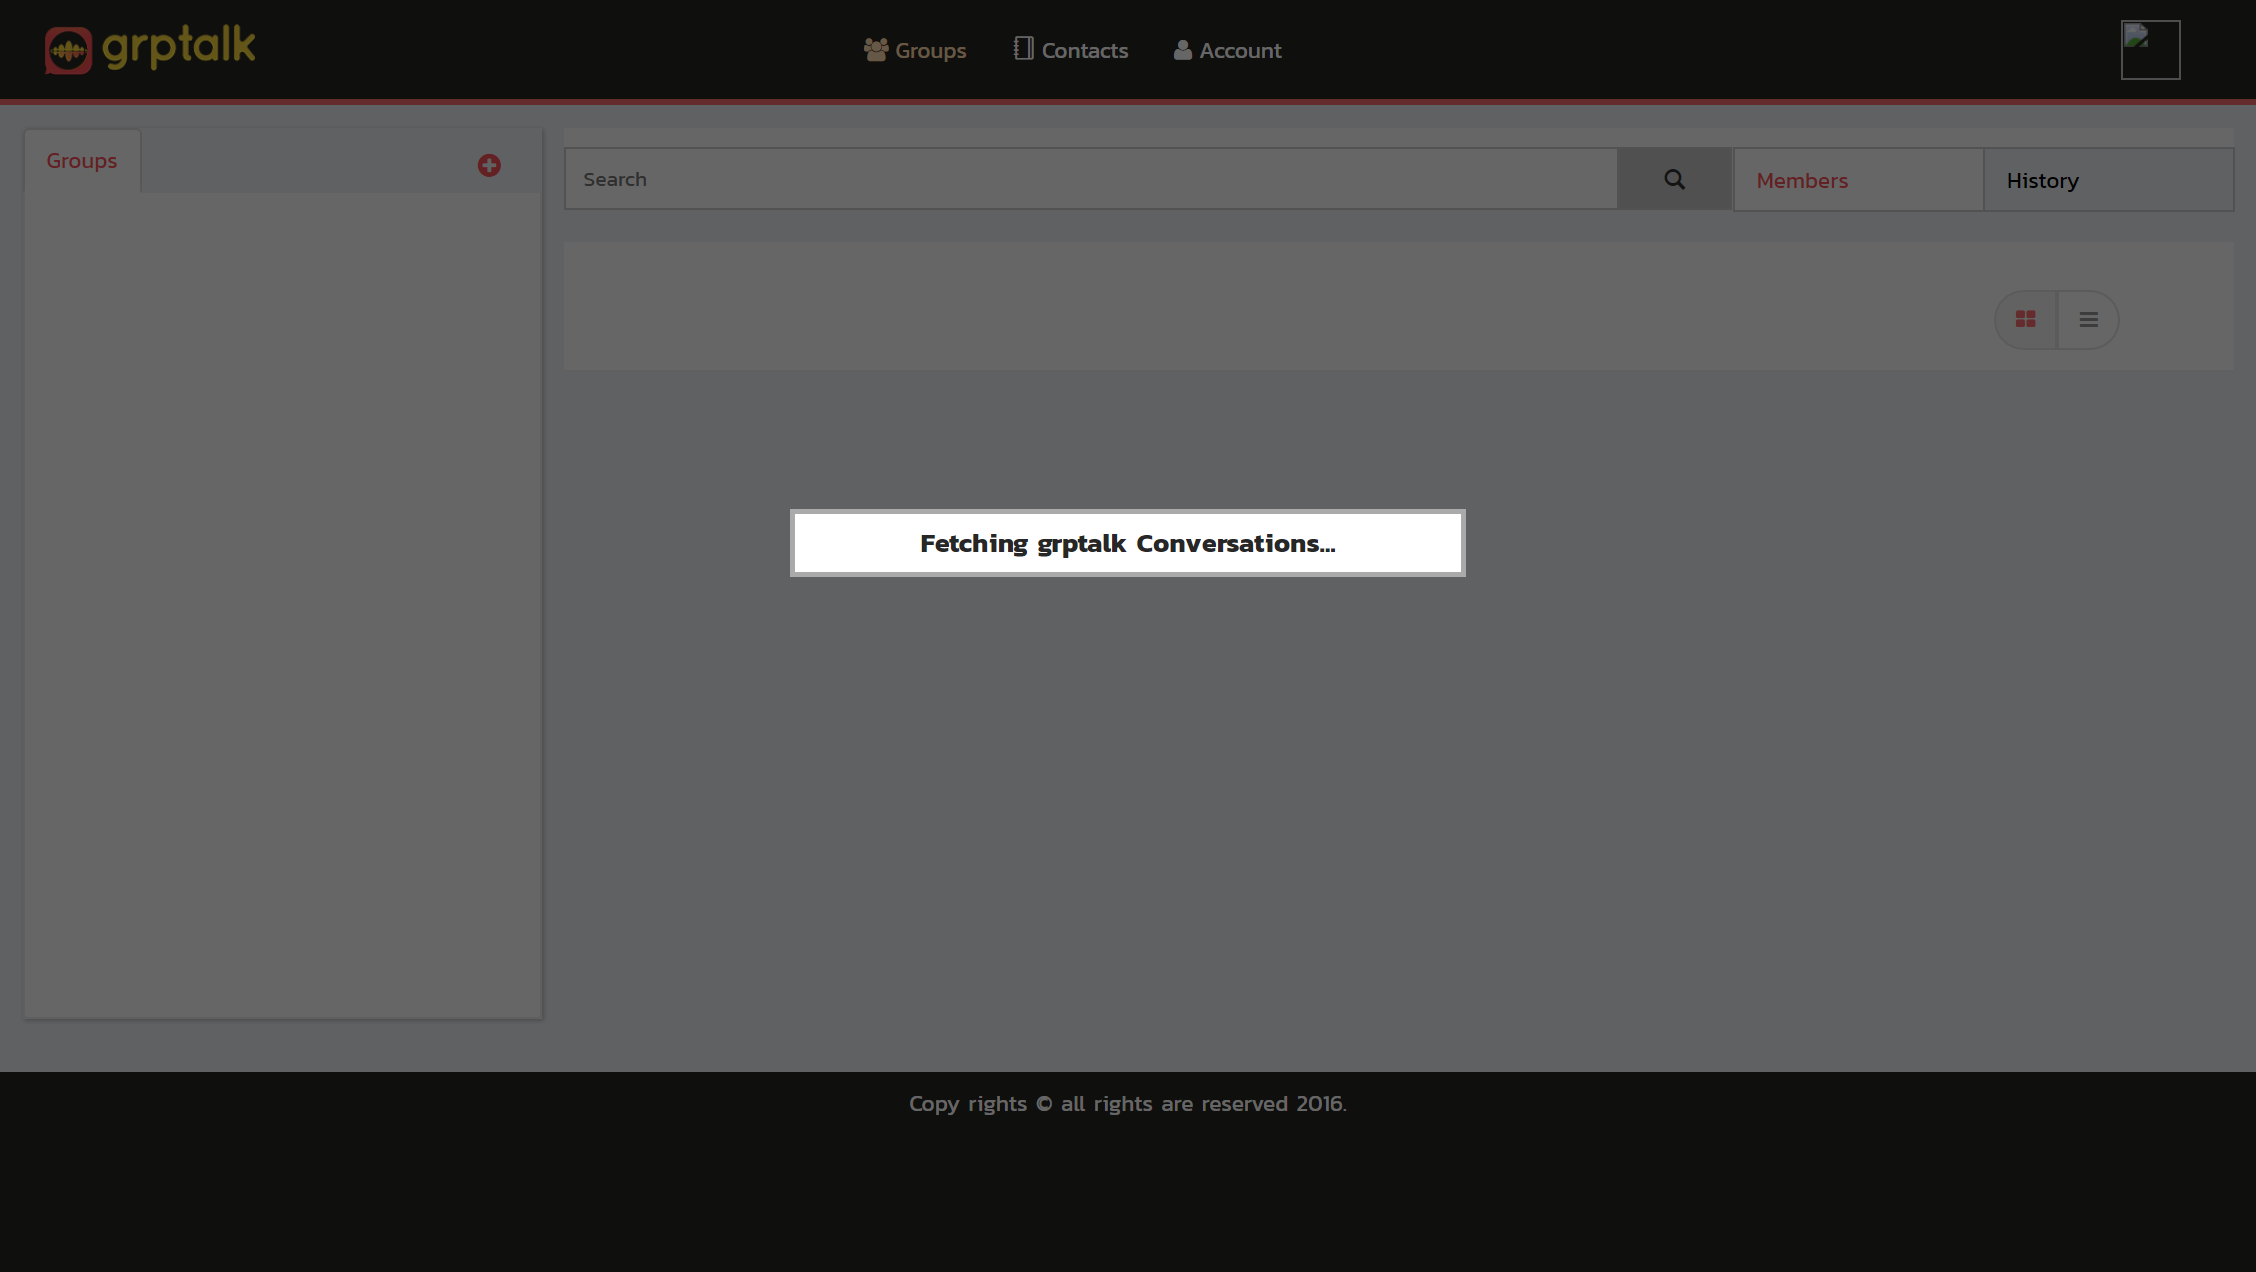 grptalk
Groups Contacts Account
Groups
Search Members History
Fetching grptalk Conversations...
Copy rights © all rights are reserved 2016.